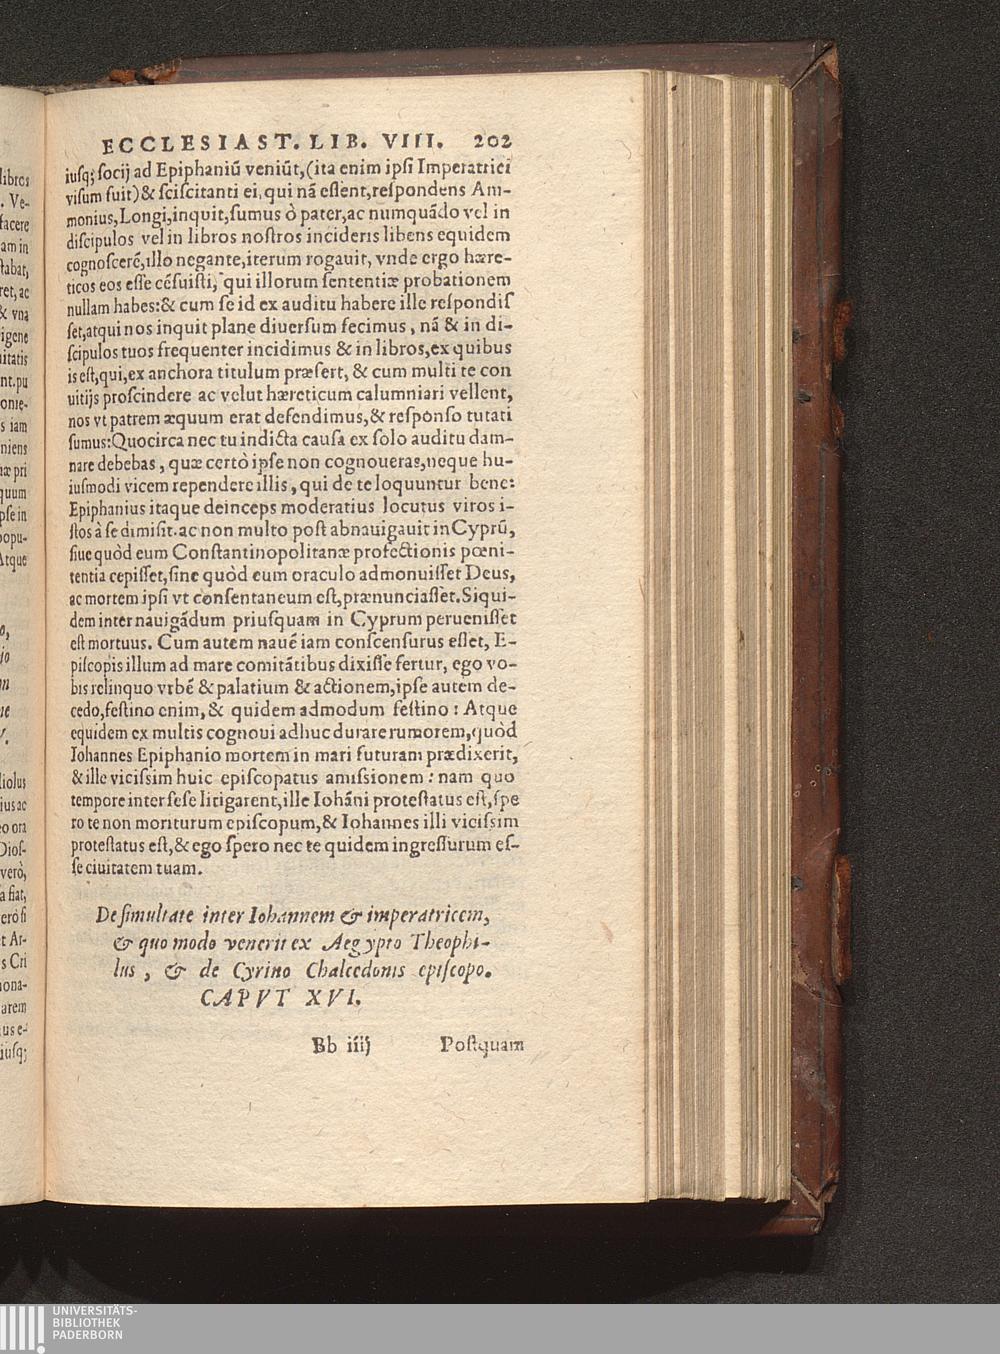 ECCLESIAST. LIB. VIII. 202
iusq; socij ad Epiphaniũ veniũt,(ita enim ipsi Imperatrici
visum fuit)& sciscitanti ei, qui nã essent,respondens Am-
monius,Longi,inquit,sumus ò pater,ac numquãdo vel in
discipulos vel in libros nostros incideris libens equidem
cognoscerẽ,illo negante,iterum rogauit, vnde ergo hære-
ticos eos esse cẽsuisti, qui illorum sententiæ probationem
nullam habes:& cum se id ex auditu habere ille respondis
set,atqui nos inquit plane diuersum fecimus, nã & in di-
scipulos tuos frequenter incidimus & in libros,ex quibus
is est,qui,ex anchora titulum præfert, & cum multi te con
uitijs proscindere ac velut hæreticum calumniari vellent,
nos vt patrem æquum erat defendimus,& responso tutati
sumus:Quocirca nec tu indicta causa ex solo auditu dam-
nare debebas, quæ certò ipse non cognoueras,neque hu-
iusmodi vicem rependere illis, qui de te loquuntur bene:
Epiphanius itaque deinceps moderatius locutus viros i-
stos à se dimisit.ac non multo post abnauigauit in Cyprũ,
siue quòd eum Constantinopolitanæ profectionis pœni-
tentia cepisset,sine quòd eum oraculo admonuisset Deus,
ac mortem ipsi vt consentaneum est,prænunciasset.Siqui-
dem inter nauigãdum priusquam in Cyprum peruenisset
est mortuus. Cum autem nauẽ iam conscensurus esset, E-
piscopis illum ad mare comitãtibus dixisse fertur, ego vo-
bis relinquo vrbẽ & palatium & actionem,ipse autem de-
cedo,festino enim,& quidem admodum festino: Atque
equidem ex multis cognoui adhuc durare rumorem,quòd
Iohannes Epiphanio mortem in mari futuram prædixerit,
& ille vicissim huic episcopatus amissionem: nam quo
tempore inter sese litigarent,ille Iohãni protestatus est,spe
ro te non moriturum episcopum,& Iohannes illi vicissim
protestatus est,& ego spero nec te quidem ingressurum es-
se ciuitatem tuam.
De simultate inter Iohannem & imperatricem,
& quo modo venerit ex Aegypto Theophi-
lus, & de Cyrino Chalcedonis episcopo.
CAPVT XVI.
Bb iiij Postquam
UNIVERSITÄTS-
BIBLIOTHEK
PADERBORN